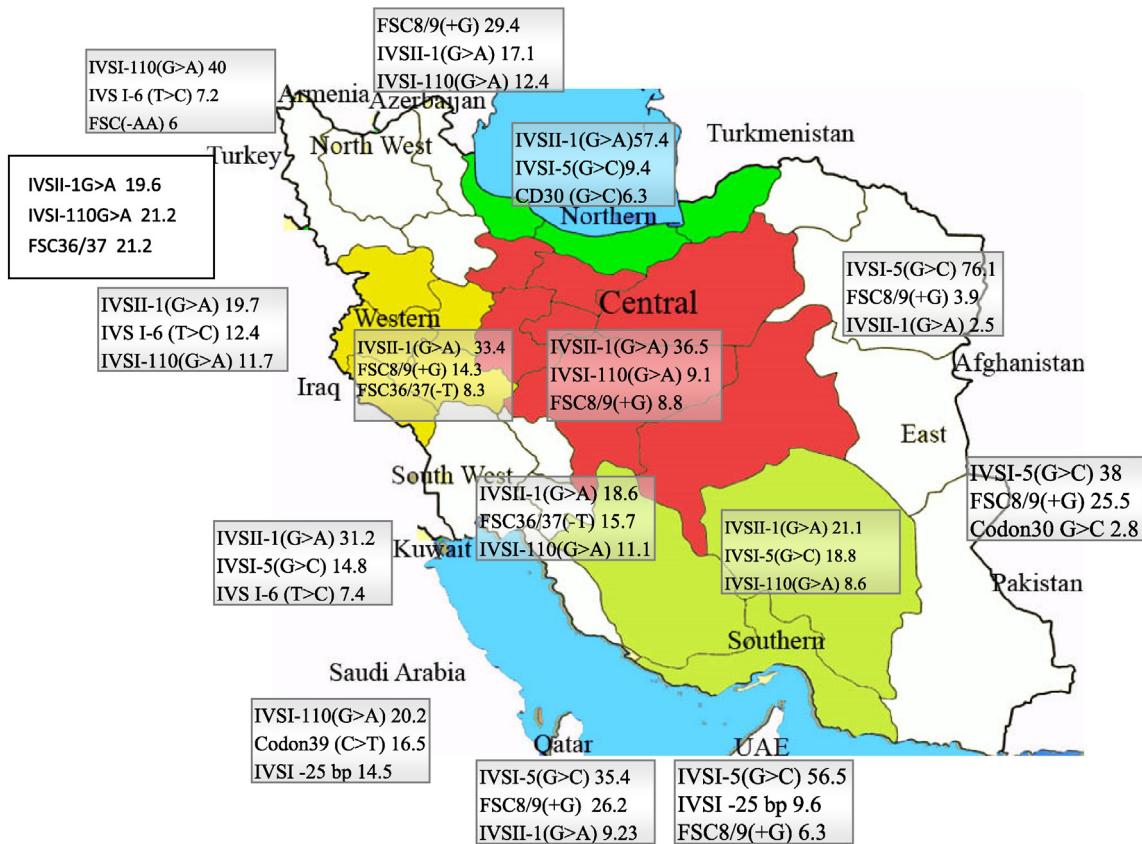 FSC8/9(+G) 29.4
IVSII-1(G>A) 17.1
IVSI-110(G>A) 12.4
IVSI-110(G>A) 40
IVS I-6 (T>C) 7.2
FSC(-AA) 6
Armenia
Azerbaijan
Turkey
North West
IVSII-1(G>A)57.4
IVSI-5(G>C)9.4
CD30 (G>C)6.3
Northern
Turkmenistan
IVSII-1G>A 19.6
IVSI-110G>A 21.2
FSC36/37 21.2
IVSI-5(G>C) 76.1
FSC8/9(+G) 3.9
IVSII-1(G>A) 2.5
IVSII-1(G>A) 19.7
IVS I-6 (T>C) 12.4
IVSI-110(G>A) 11.7
Western
IVSII-1(G>A) 33.4
FSC8/9(+G) 14.3
FSC36/37(-T) 8.3
Central
IVSII-1(G>A) 36.5
IVSI-110(G>A) 9.1
FSC8/9(+G) 8.8
Afghanistan
Iraq
East
South West
IVSII-1(G>A) 18.6
FSC36/37(-T) 15.7
IVSI-110(G>A) 11.1
IVSI-5(G>C) 38
FSC8/9(+G) 25.5
Codon30 G>C 2.8
IVSII-1(G>A) 21.1
IVSI-5(G>C) 18.8
IVSI-110(G>A) 8.6
IVSII-1(G>A) 31.2
IVSI-5(G>C) 14.8
IVS I-6 (T>C) 7.4
Kuwait
Pakistan
Southern
Saudi Arabia
IVSI-110(G>A) 20.2
Codon39 (C>T) 16.5
IVSI -25 bp 14.5
Qatar
UAE
IVSI-5(G>C) 35.4
FSC8/9(+G) 26.2
IVSII-1(G>A) 9.23
IVSI-5(G>C) 56.5
IVSI -25 bp 9.6
FSC8/9(+G) 6.3